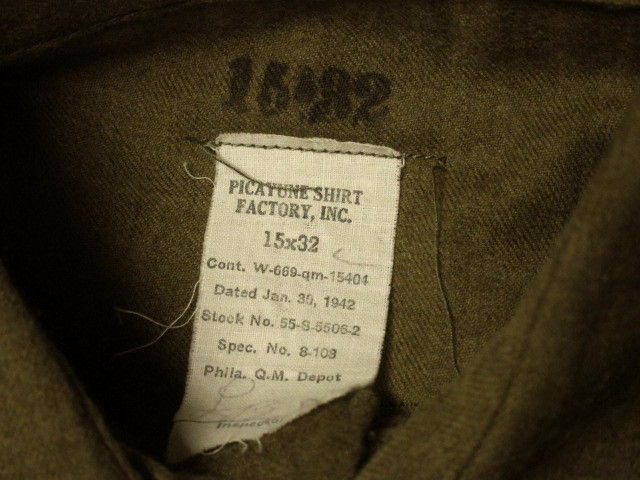 15x32
PICAYUNE SHIRT
FACTORY, INC.
15x32
Cont. W-669-qm-15404
Dated Jan. 30, 1942
Stock No. 55-S-5506-2
Spec. No. 8-108
Phila. Q.M. Depot
Inspector